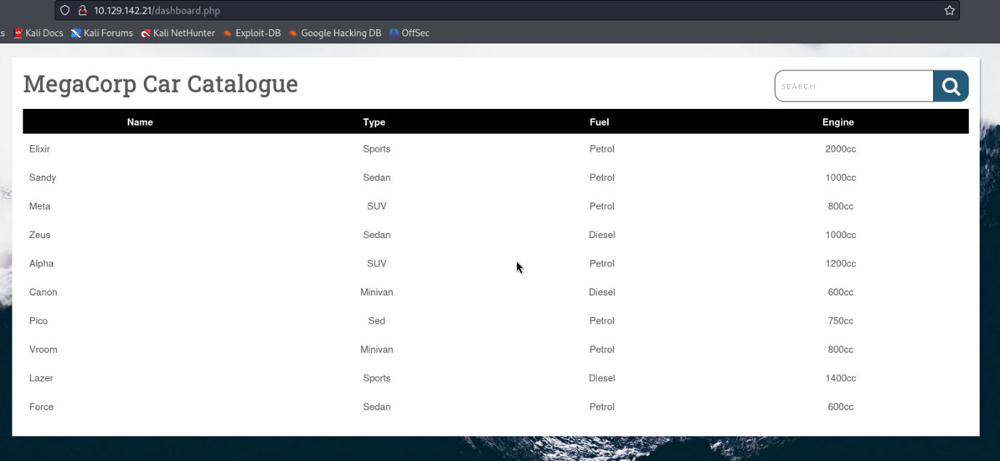 10.129.142.21/dashboard.php
s Kali Docs Kali Forums Kali NetHunter Exploit-DB Google Hacking DB OffSec
MegaCorp Car Catalogue SEARCH
Name Type Fuel Engine
Elixir Sports Petrol 2000cc
Sandy Sedan Petrol 1000cc
Meta SUV Petrol 800cc
Zeus Sedan Diesel 1000cc
Alpha SUV Petrol 1200cc
Canon Minivan Diesel 600cc
Pico Sed Petrol 750cc
Vroom Minivan Petrol 800cc
Lazer Sports Diesel 1400cc
Force Sedan Petrol 600cc